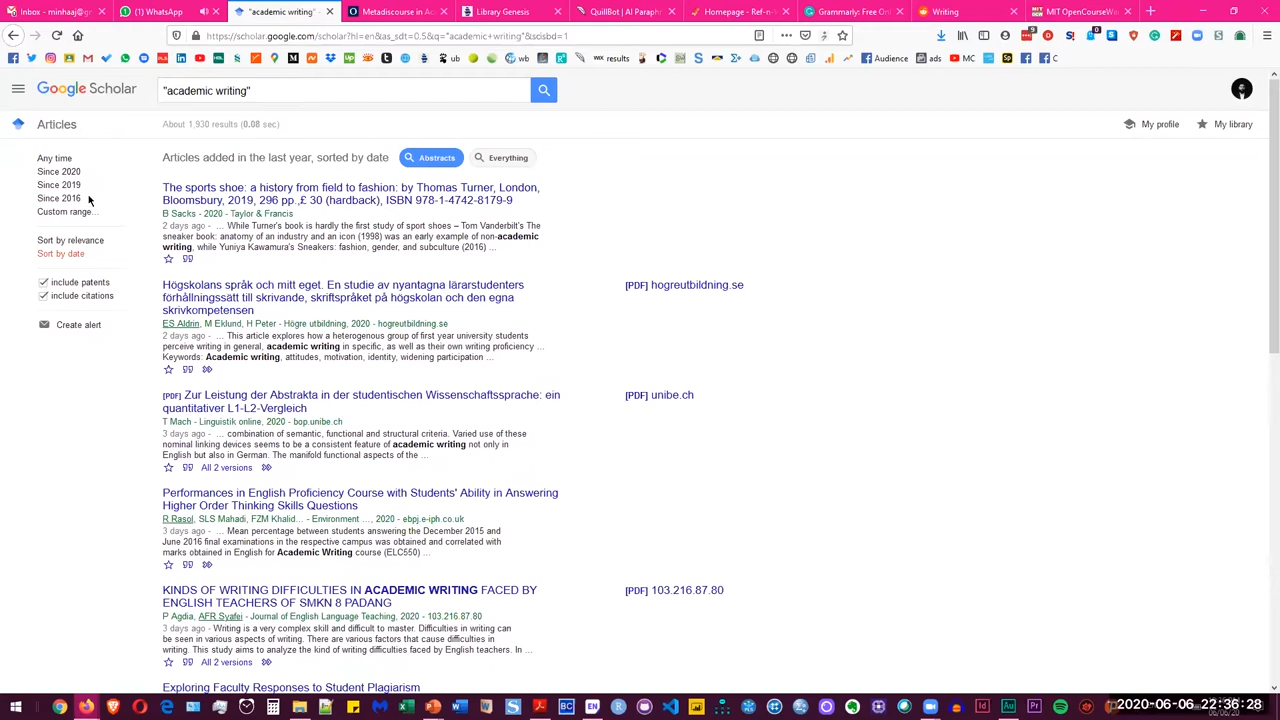 Inbox - minhaaj@g
(1) WhatsApp
"academic writing"
Metadiscourse in Ac
Library Genesis
QuillBot | AI Paraph
Homepage - Ref-n-
Grammarly: Free Onl
Writing
MIT OpenCourseWa
https://scholar.google.com/scholar?hl=en&as_sdt=0,5&q="academic+writing"&scisbd=1
ub
wb
results
Audience
ads
MC
C
Google Scholar
"academic writing"
Articles
About 1,930 results (0.08 sec)
My profile
My library
Any time
Since 2020
Since 2019
Since 2016
Custom range...
Sort by relevance
Sort by date
include patents
include citations
Create alert
Articles added in the last year, sorted by date
Abstracts
Everything
The sports shoe: a history from field to fashion: by Thomas Turner, London,
Bloomsbury, 2019, 296 pp.,£ 30 (hardback), ISBN 978-1-4742-8179-9
B Sacks - 2020 - Taylor & Francis
2 days ago - ... While Turner's book is hardly the first study of sport shoes – Tom Vanderbilt's The
sneaker book: anatomy of an industry and an icon (1998) was an early example of non-academic
writing, while Yuniya Kawamura's Sneakers: fashion, gender, and subculture (2016) ...
Högskolans språk och mitt eget. En studie av nyantagna lärarstudenters
förhållningssätt till skrivande, skriftspråket på högskolan och den egna
skrivkompetensen
[PDF] hogreutbildning.se
ES Aldrin, M Eklund, H Peter - Högre utbildning, 2020 - hogreutbildning.se
2 days ago - ... This article explores how a heterogenous group of first year university students
perceive writing in general, academic writing in specific, as well as their own writing proficiency ...
Keywords: Academic writing, attitudes, motivation, identity, widening participation ...
[PDF] Zur Leistung der Abstrakta in der studentischen Wissenschaftssprache: ein
quantitativer L1-L2-Vergleich
[PDF] unibe.ch
T Mach - Linguistik online, 2020 - bop.unibe.ch
3 days ago - ... combination of semantic, functional and structural criteria. Varied use of these
nominal linking devices seems to be a consistent feature of academic writing not only in
English but also in German. The manifold functional aspects of the ...
All 2 versions
Performances in English Proficiency Course with Students' Ability in Answering
Higher Order Thinking Skills Questions
R Rasol, SLS Mahadi, FZM Khalid... - Environment ..., 2020 - ebpj.e-iph.co.uk
3 days ago - ... Mean percentage between students answering the December 2015 and
June 2016 final examinations in the respective campus was obtained and correlated with
marks obtained in English for Academic Writing course (ELC550) ...
KINDS OF WRITING DIFFICULTIES IN ACADEMIC WRITING FACED BY
ENGLISH TEACHERS OF SMKN 8 PADANG
[PDF] 103.216.87.80
P Agdia, AFR Syafei - Journal of English Language Teaching, 2020 - 103.216.87.80
3 days ago - Writing is a very complex skill and difficult to master. Difficulties in writing can
be seen in various aspects of writing. There are various factors that cause difficulties in
writing. This study aims to analyze the kind of writing difficulties faced by English teachers. In ...
All 2 versions
Exploring Faculty Responses to Student Plagiarism
2020-06-06 22:36:28